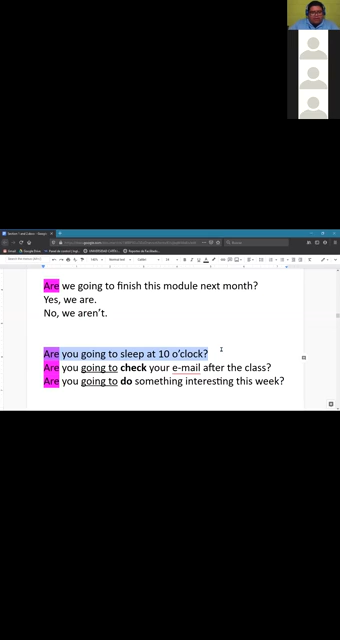 Are we going to finish this module next month?
Yes, we are.
No, we aren't.
Are you going to sleep at 10 o'clock?
Are you going to check your e-mail after the class?
Are you going to do something interesting this week?